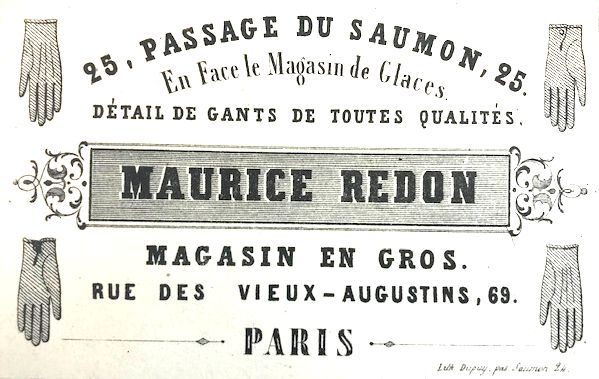 25, PASSAGE DU SAUMON, 25.
En Face le Magasin de Glaces.
DÉTAIL DE GANTS DE TOUTES QUALITÉS.
MAURICE REDON
MAGASIN EN GROS.
RUE DES VIEUX-AUGUSTINS, 69.
PARIS
Lith. Dupuy, pas. Saumon 24.